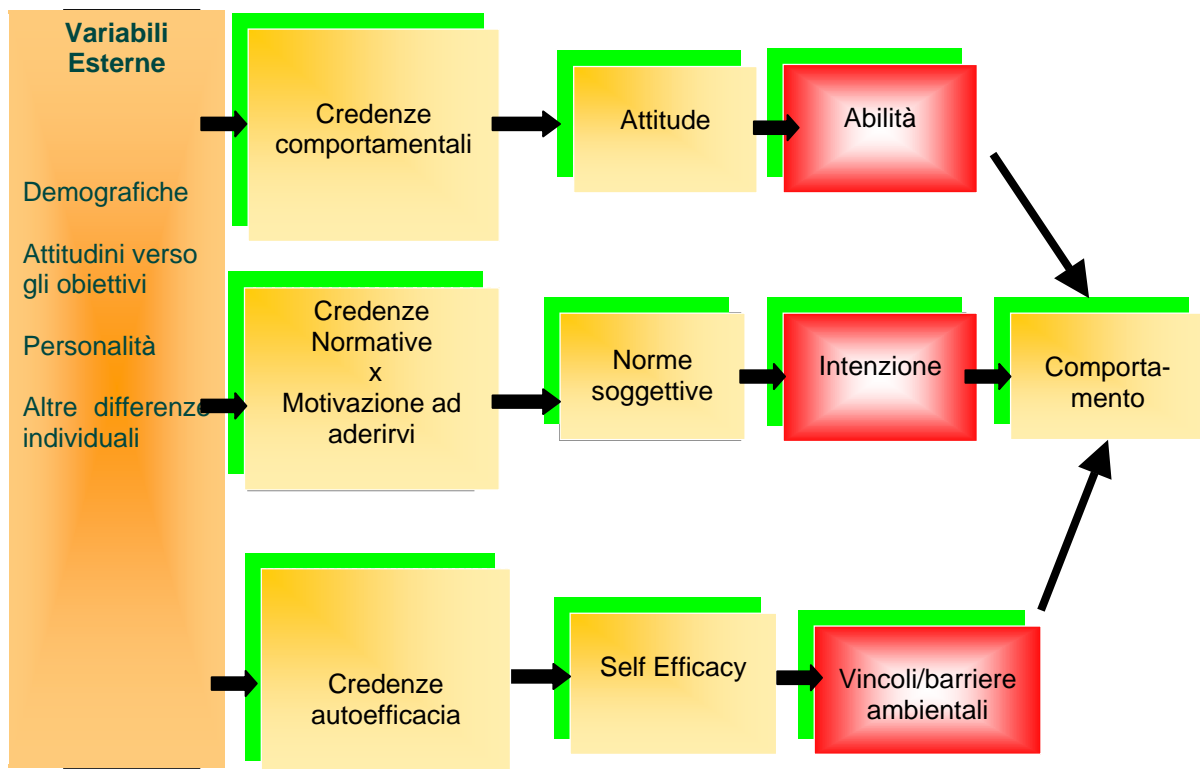 Variabili
Esterne
Demografiche
Attitudini verso
gli obiettivi
Personalità
Altre differenze
individuali
Credenze
comportamentali
Attitude
Abilità
Credenze
Normative
x
Motivazione ad
aderirvi
Norme
soggettive
Intenzione
Comporta-
mento
Credenze
autoefficacia
Self Efficacy
Vincoli/barriere
ambientali